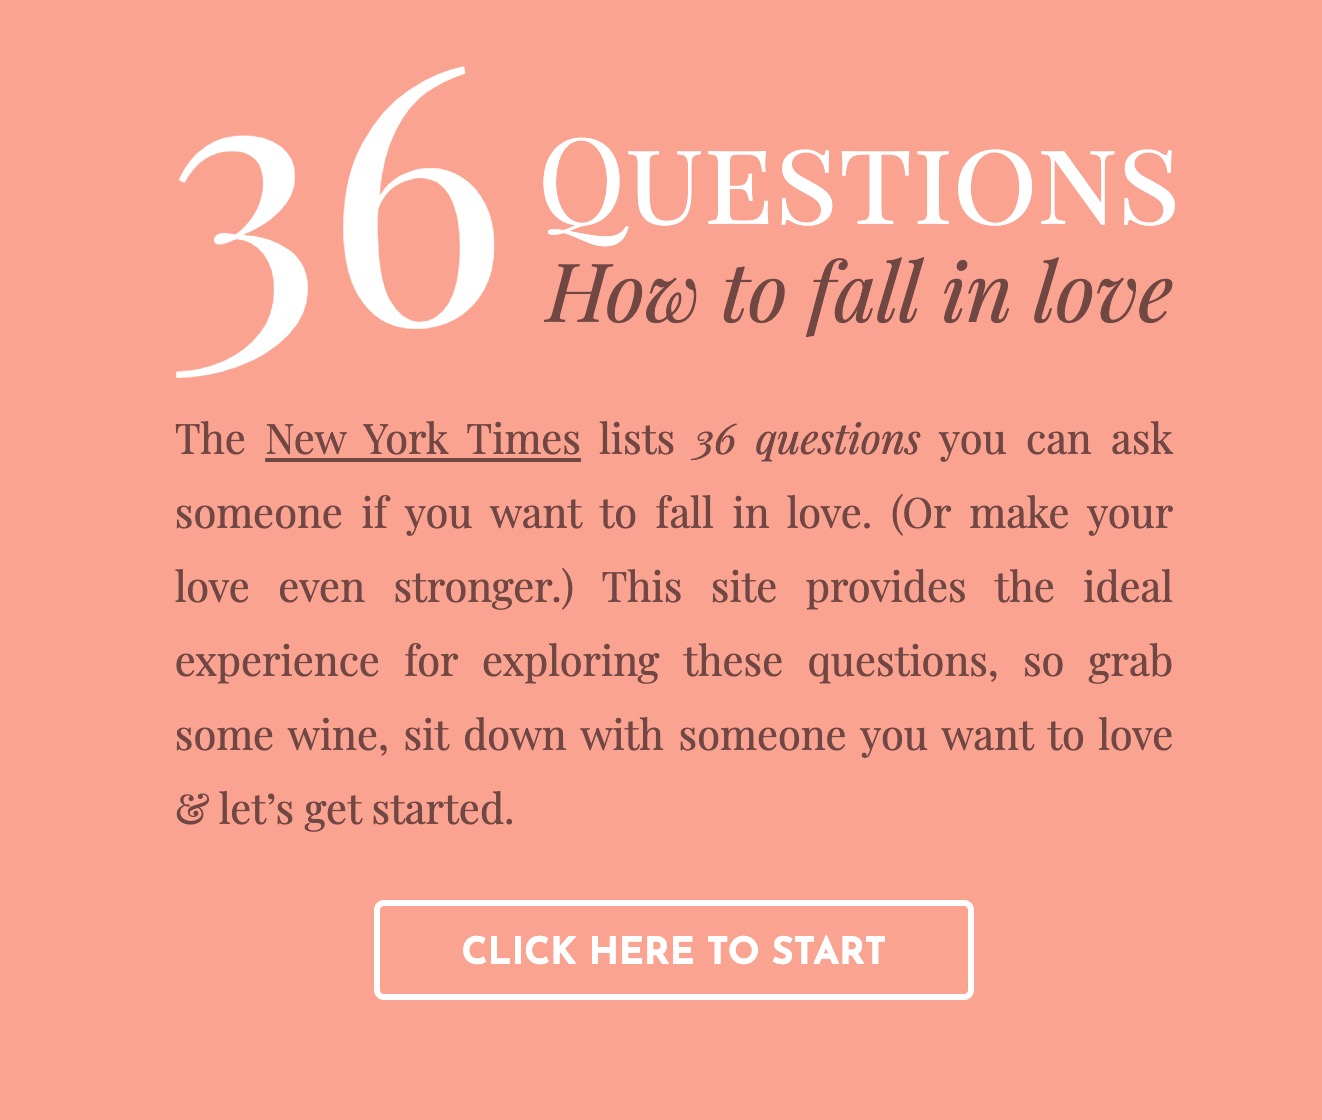 36 QUESTIONS
How to fall in love
The New York Times lists 36 questions you can ask
someone if you want to fall in love. (Or make your
love even stronger.) This site provides the ideal
experience for exploring these questions, so grab
some wine, sit down with someone you want to love
& let’s get started.
CLICK HERE TO START